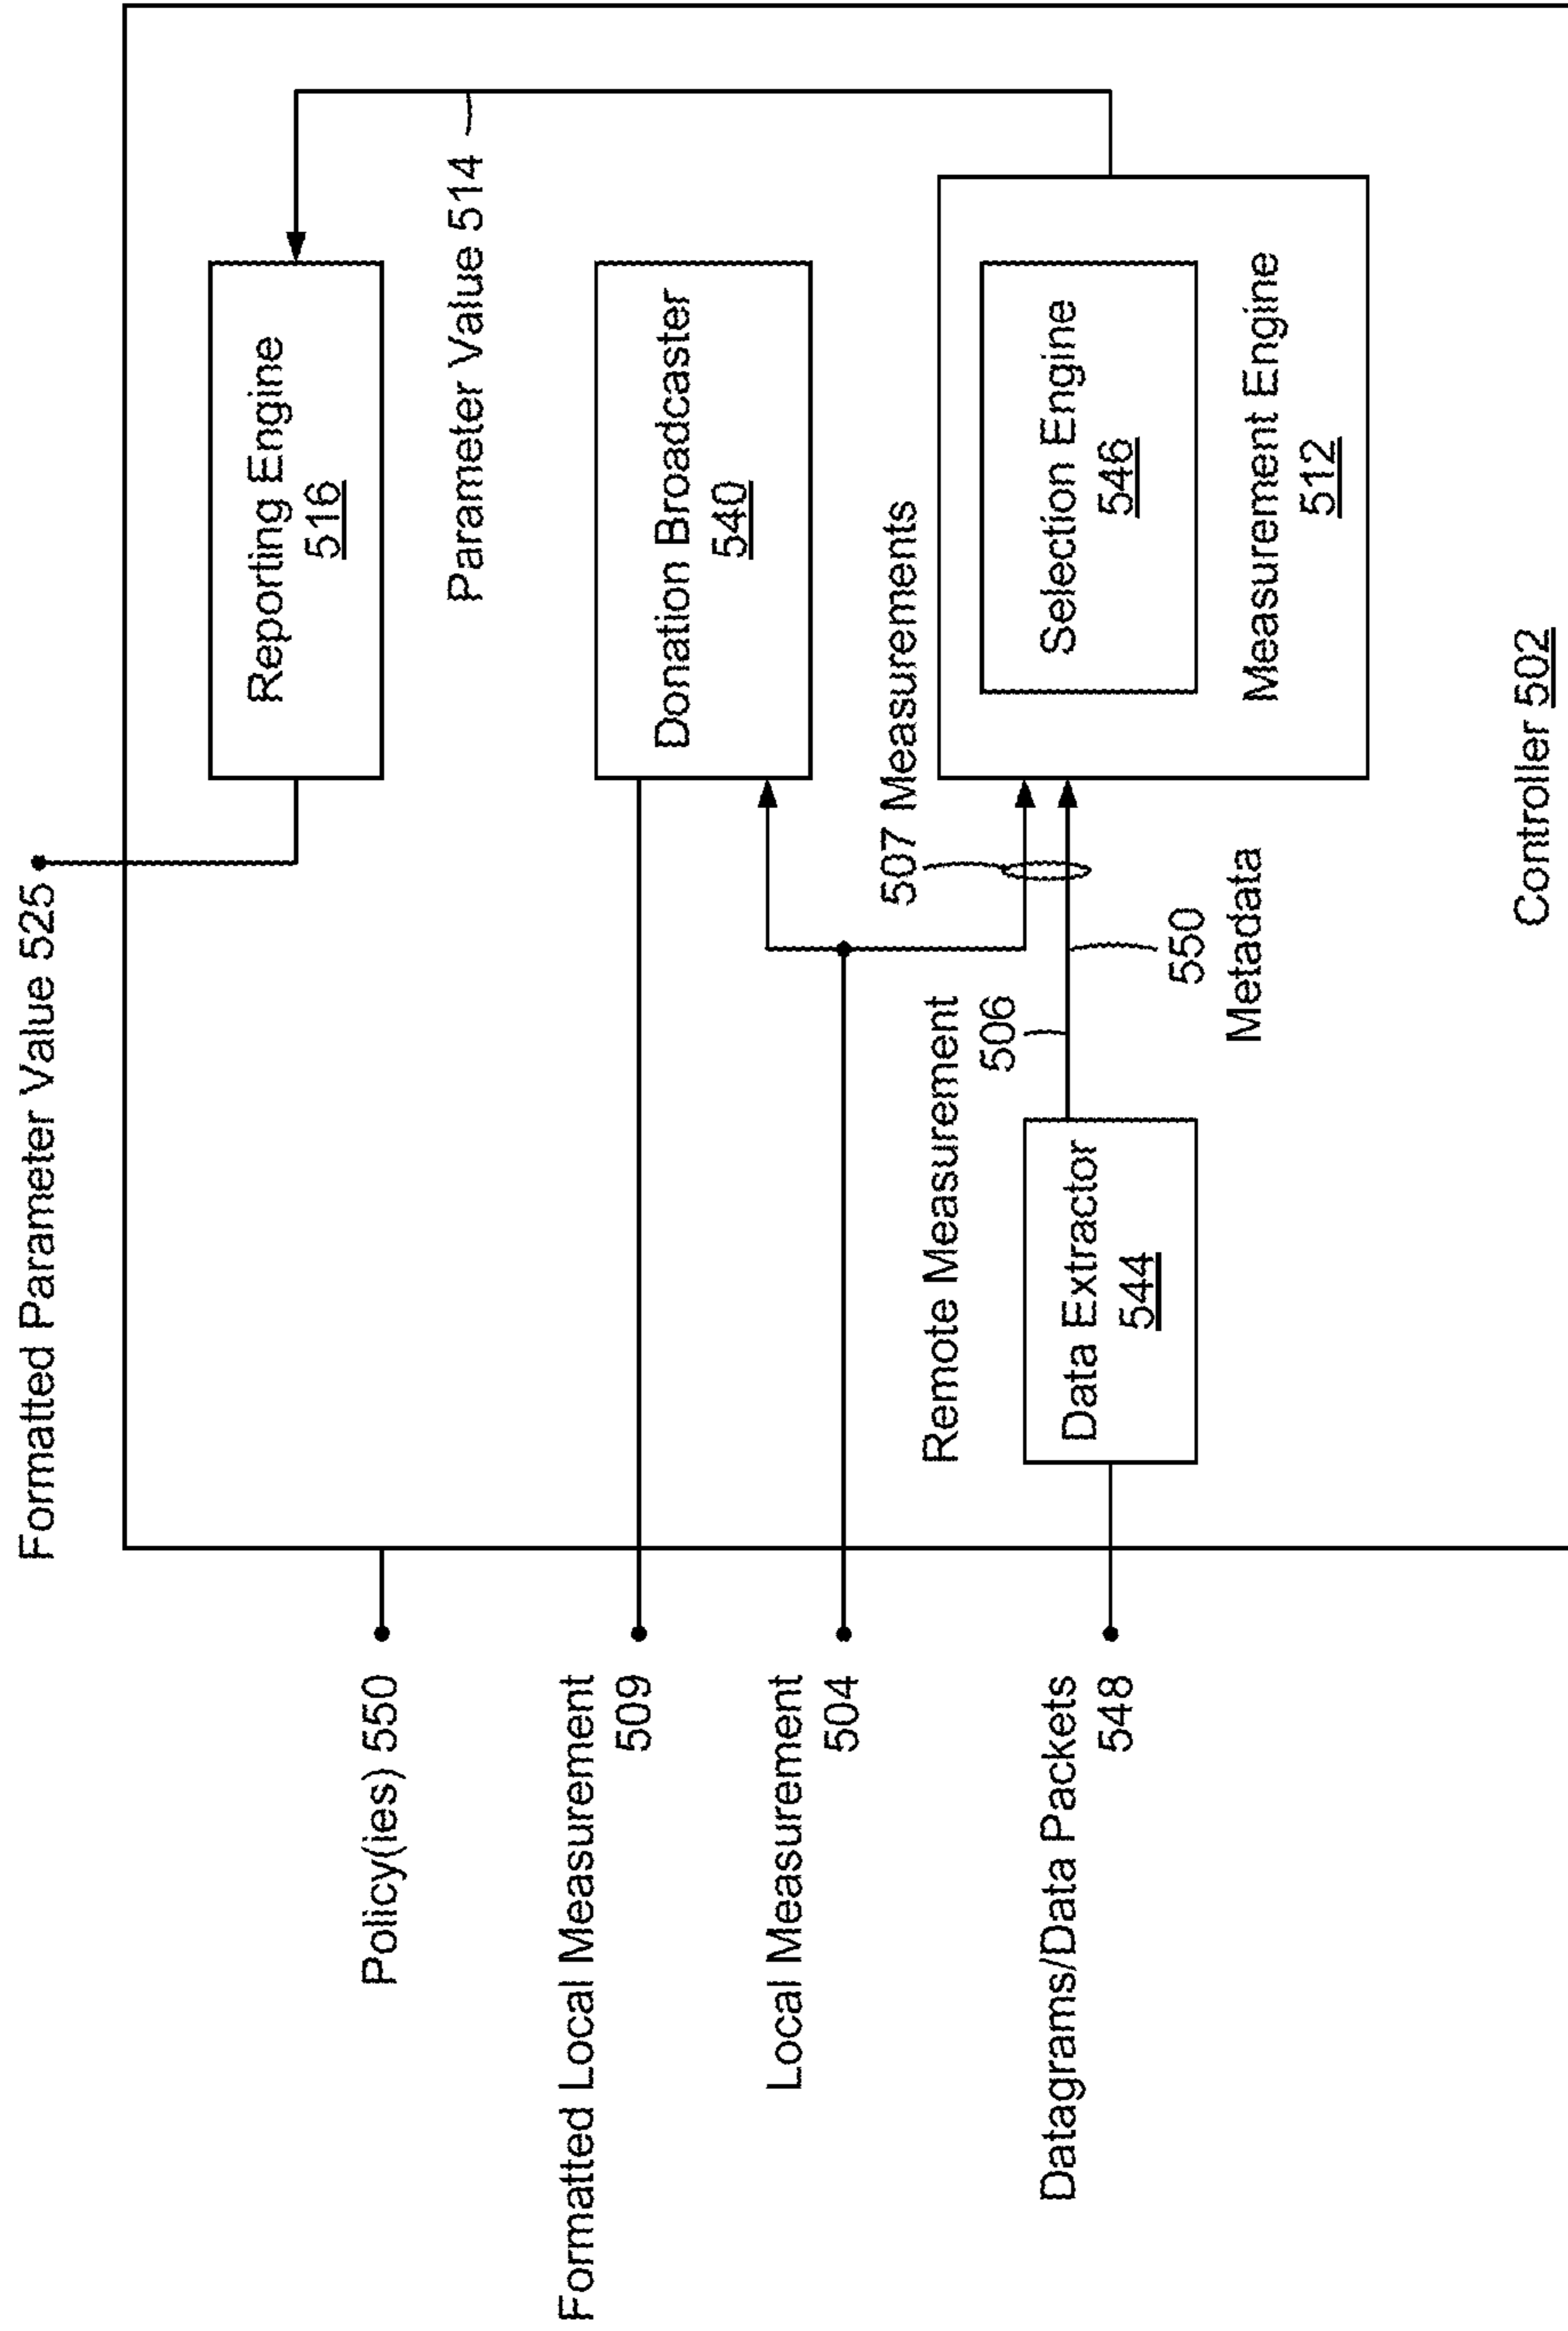 Formatted Parameter Value 525
Policy(ies) 550
Formatted Local Measurement
509
Local Measurement
504
Datagrams/Data Packets
548
Reporting Engine
516
Parameter Value 514
Donation Broadcaster
540
507 Measurements
Remote Measurement
506
Data Extractor
544
550
Metadata
Selection Engine
546
Measurement Engine
512
Controller 502